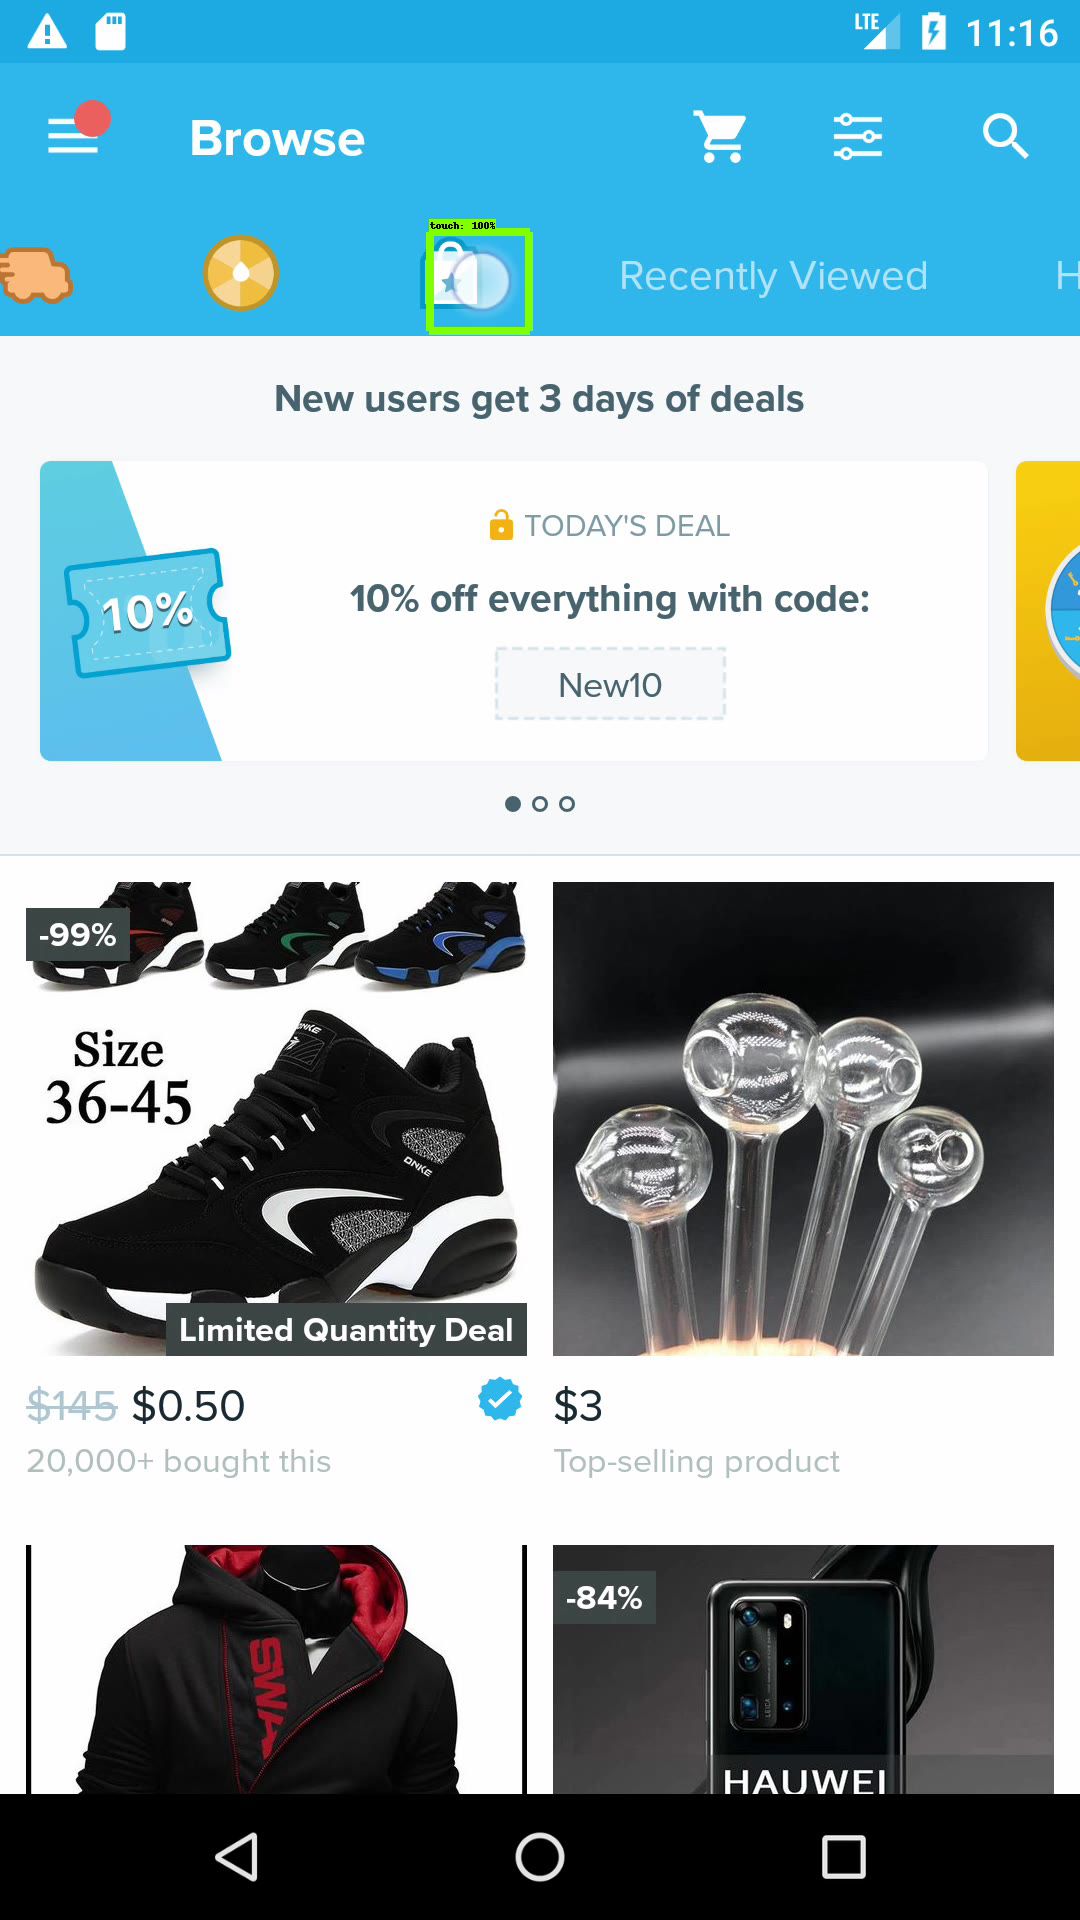 LTE 11:16
Browse
touch: 100%
Recently Viewed H
New users get 3 days of deals
TODAY'S DEAL
10%
10% off everything with code:
New10
-99%
Size
36-45
ONKE
ONKE
Limited Quantity Deal
$145 $0.50
20,000+ bought this
$3
Top-selling product
-84%
LEICA
HAUWEI